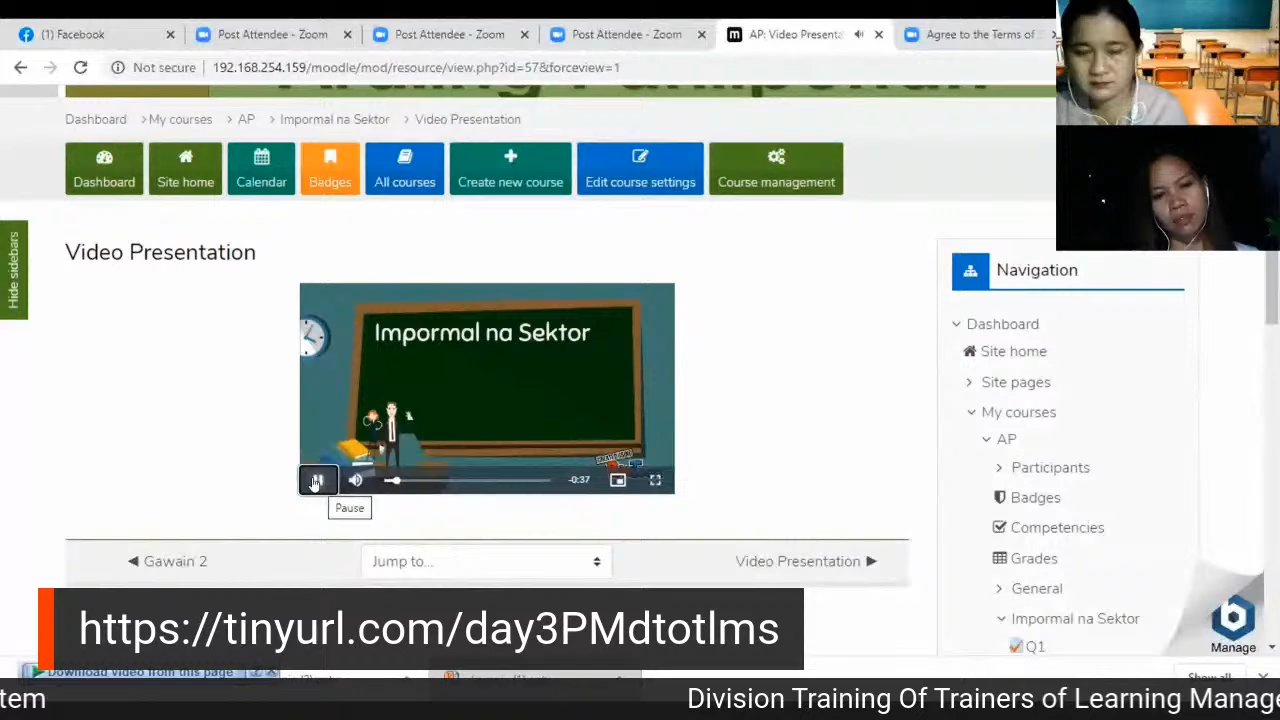 (1) Facebook
Post Attendee - Zoom
Post Attendee - Zoom
Post Attendee - Zoom
AP: Video Presenta
Agree to the Terms of
Not secure
192.168.254.159/moodle/mod/resource/view.php?id=57&forceview=1
Dashboard
My courses
AP
Impormal na Sektor
Video Presentation
Dashboard
Site home
Calendar
Badges
All courses
Create new course
Edit course settings
Course management
Hide sidebars
Video Presentation
Impormal na Sektor
-0:37
Pause
Gawain 2
Jump to...
Video Presentation
Navigation
Dashboard
Site home
Site pages
My courses
AP
Participants
Badges
Competencies
Grades
General
Impormal na Sektor
Q1
Manage
https://tinyurl.com/day3PMdtotlms
Download video from this page
Show all
tem
Division Training Of Trainers of Learning Manage